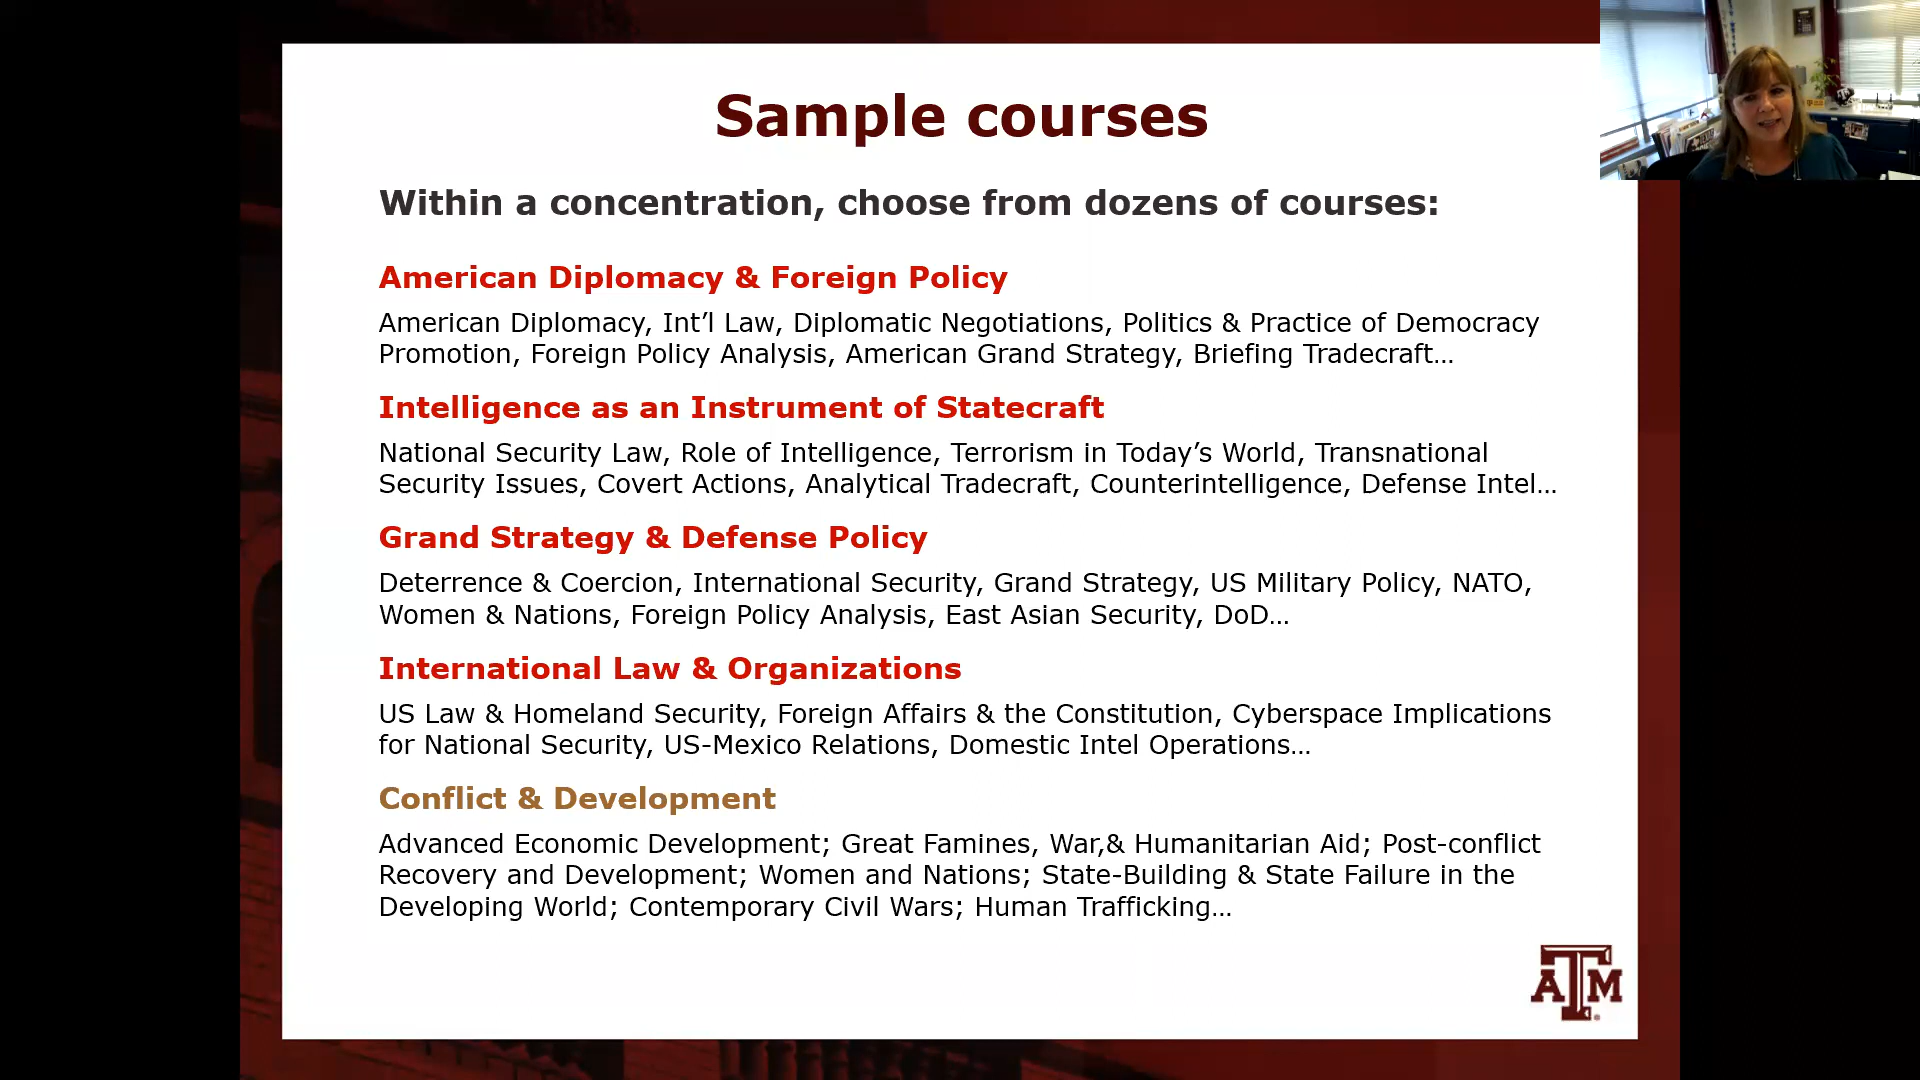 Sample courses
Within a concentration, choose from dozens of courses:
American Diplomacy & Foreign Policy
American Diplomacy, Int’l Law, Diplomatic Negotiations, Politics & Practice of Democracy
Promotion, Foreign Policy Analysis, American Grand Strategy, Briefing Tradecraft…
Intelligence as an Instrument of Statecraft
National Security Law, Role of Intelligence, Terrorism in Today’s World, Transnational
Security Issues, Covert Actions, Analytical Tradecraft, Counterintelligence, Defense Intel…
Grand Strategy & Defense Policy
Deterrence & Coercion, International Security, Grand Strategy, US Military Policy, NATO,
Women & Nations, Foreign Policy Analysis, East Asian Security, DoD…
International Law & Organizations
US Law & Homeland Security, Foreign Affairs & the Constitution, Cyberspace Implications
for National Security, US-Mexico Relations, Domestic Intel Operations…
Conflict & Development
Advanced Economic Development; Great Famines, War,& Humanitarian Aid; Post-conflict
Recovery and Development; Women and Nations; State-Building & State Failure in the
Developing World; Contemporary Civil Wars; Human Trafficking…
ATM